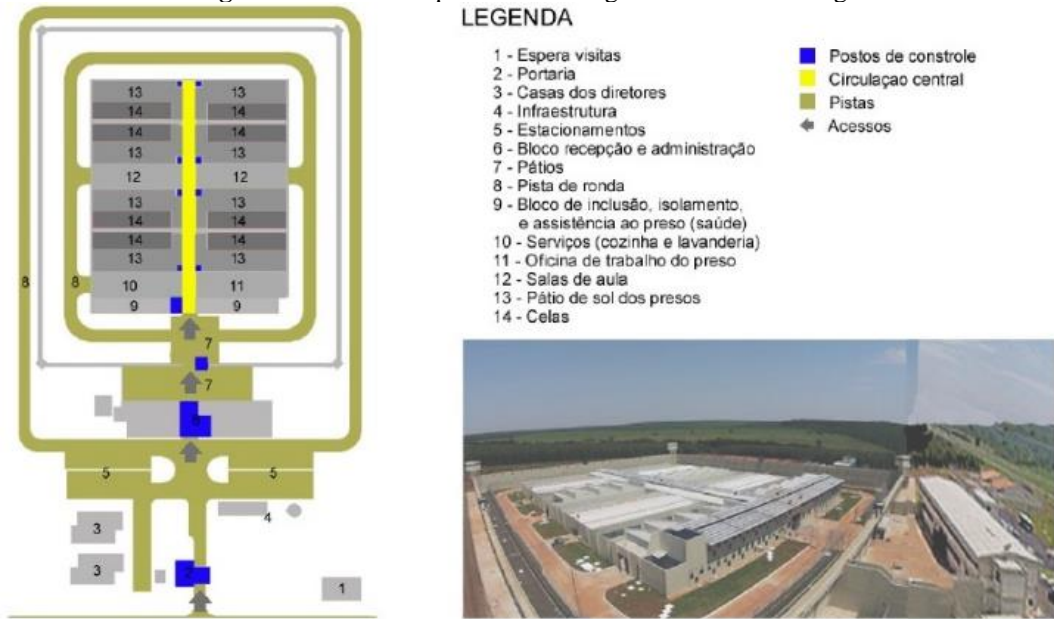 13 13
14 14
14 14
13 13
12 12
13 13
14 14
14 14
13 13
8 8 10 11
9 9
7
7
6
5 5
4
3
3 2 1
LEGENDA
1 - Espera visitas
2 - Portaria
3 - Casas dos diretores
4 - Infraestrutura
5 - Estacionamentos
6 - Bloco recepção e administração
7 - Pátios
8 - Pista de ronda
9 - Bloco de inclusão, isolamento,
e assistência ao preso (saúde)
10 - Serviços (cozinha e lavanderia)
11 - Oficina de trabalho do preso
12 - Salas de aula
13 - Pátio de sol dos presos
14 - Celas
Postos de constrole
Circulaçao central
Pistas
Acessos